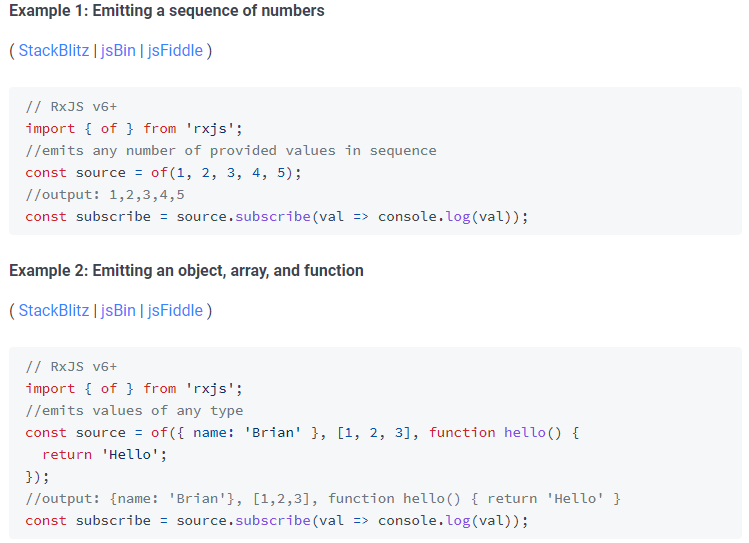 Example 1: Emitting a sequence of numbers
( StackBlitz | jsBin | jsFiddle )
// RxJS v6+
import { of } from 'rxjs';
//emits any number of provided values in sequence
const source = of(1, 2, 3, 4, 5);
//output: 1,2,3,4,5
const subscribe = source.subscribe(val => console.log(val));
Example 2: Emitting an object, array, and function
( StackBlitz | jsBin | jsFiddle )
// RxJS v6+
import { of } from 'rxjs';
//emits values of any type
const source = of({ name: 'Brian' }, [1, 2, 3], function hello() {
  return 'Hello';
});
//output: {name: 'Brian'}, [1,2,3], function hello() { return 'Hello' }
const subscribe = source.subscribe(val => console.log(val));